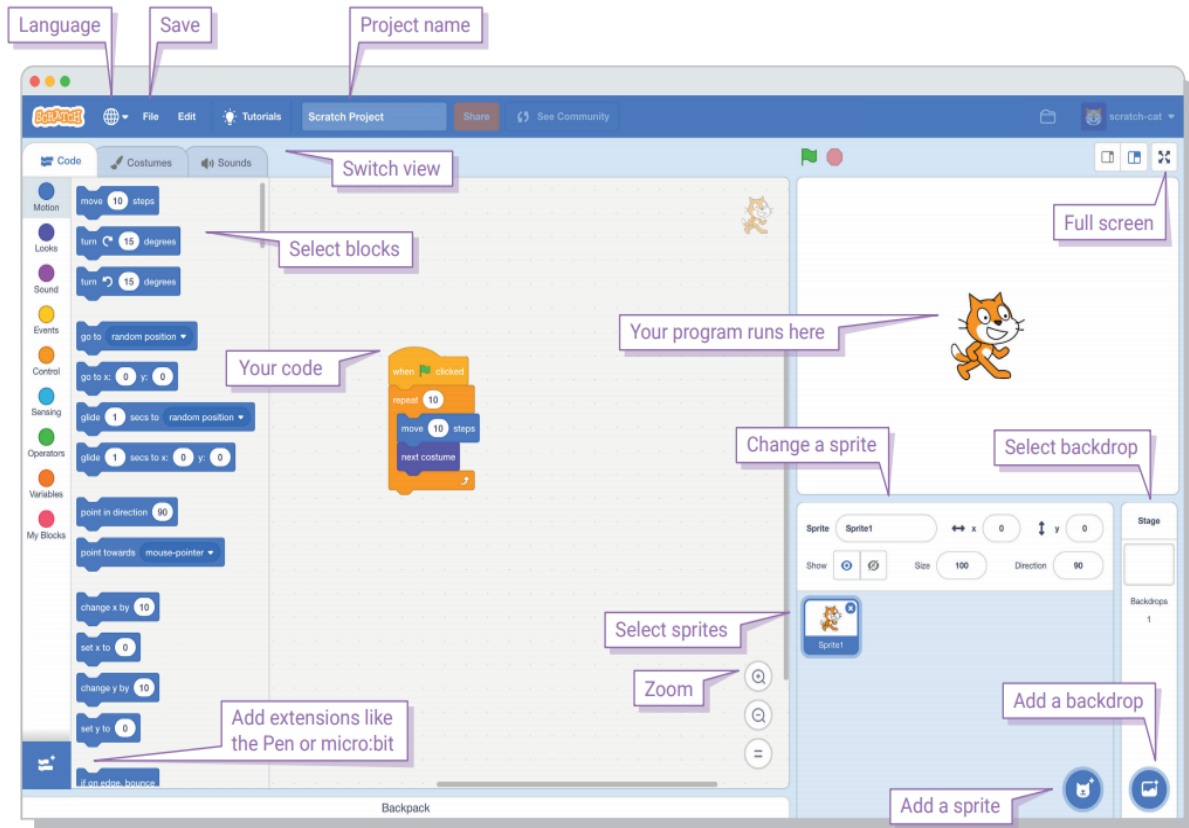 Language
Save
Project name
SCRATCH
File
Edit
Tutorials
Scratch Project
Share
See Community
scratch-cat
Code
Costumes
Sounds
Switch view
Full screen
Motion
Looks
Sound
Events
Control
Sensing
Operators
Variables
My Blocks
move 10 steps
turn 15 degrees
turn 15 degrees
go to random position
go to x: 0 y: 0
glide 1 secs to random position
glide 1 secs to x: 0 y: 0
point in direction 90
point towards mouse-pointer
change x by 10
set x to 0
change y by 10
set y to 0
if on edge, bounce
Select blocks
Your code
when clicked
repeat 10
move 10 steps
next costume
Your program runs here
Change a sprite
Select backdrop
Sprite Sprite1 x 0 y 0
Show Size 100 Direction 90
Sprite1
Stage
Backdrops
1
Select sprites
Zoom
Add extensions like
the Pen or micro:bit
Add a backdrop
Add a sprite
Backpack